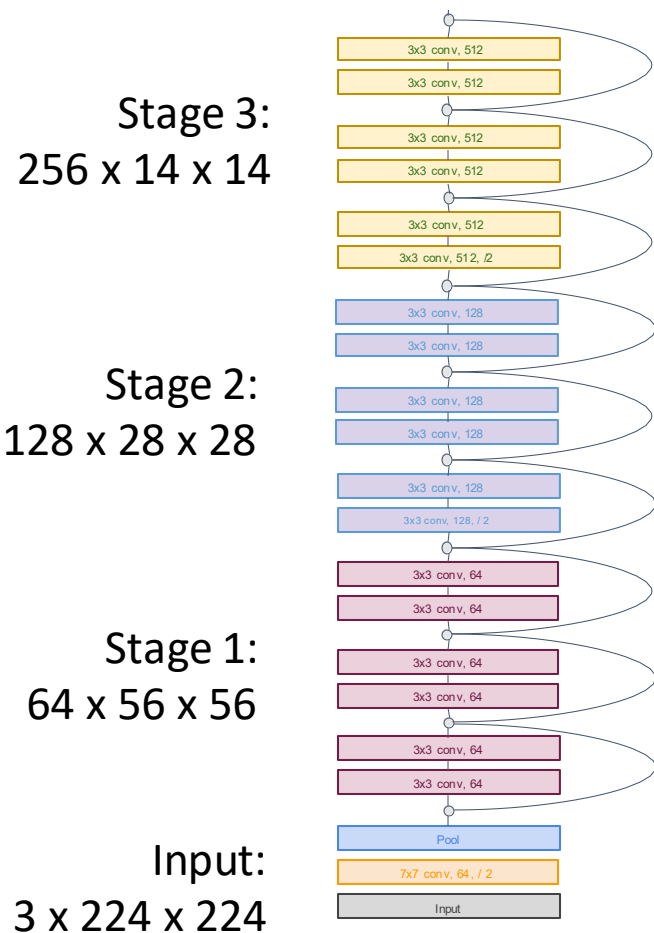 3x3 conv, 512
3x3 conv, 512
Stage 3:
256 x 14 x 14
3x3 conv, 512
3x3 conv, 512
3x3 conv, 512
3x3 conv, 512, /2
3x3 conv, 128
3x3 conv, 128
Stage 2:
128 x 28 x 28
3x3 conv, 128
3x3 conv, 128
3x3 conv, 128
3x3 conv, 128, / 2
3x3 conv, 64
3x3 conv, 64
Stage 1:
64 x 56 x 56
3x3 conv, 64
3x3 conv, 64
3x3 conv, 64
3x3 conv, 64
Pool
Input:
3 x 224 x 224
7x7 conv, 64, / 2
Input